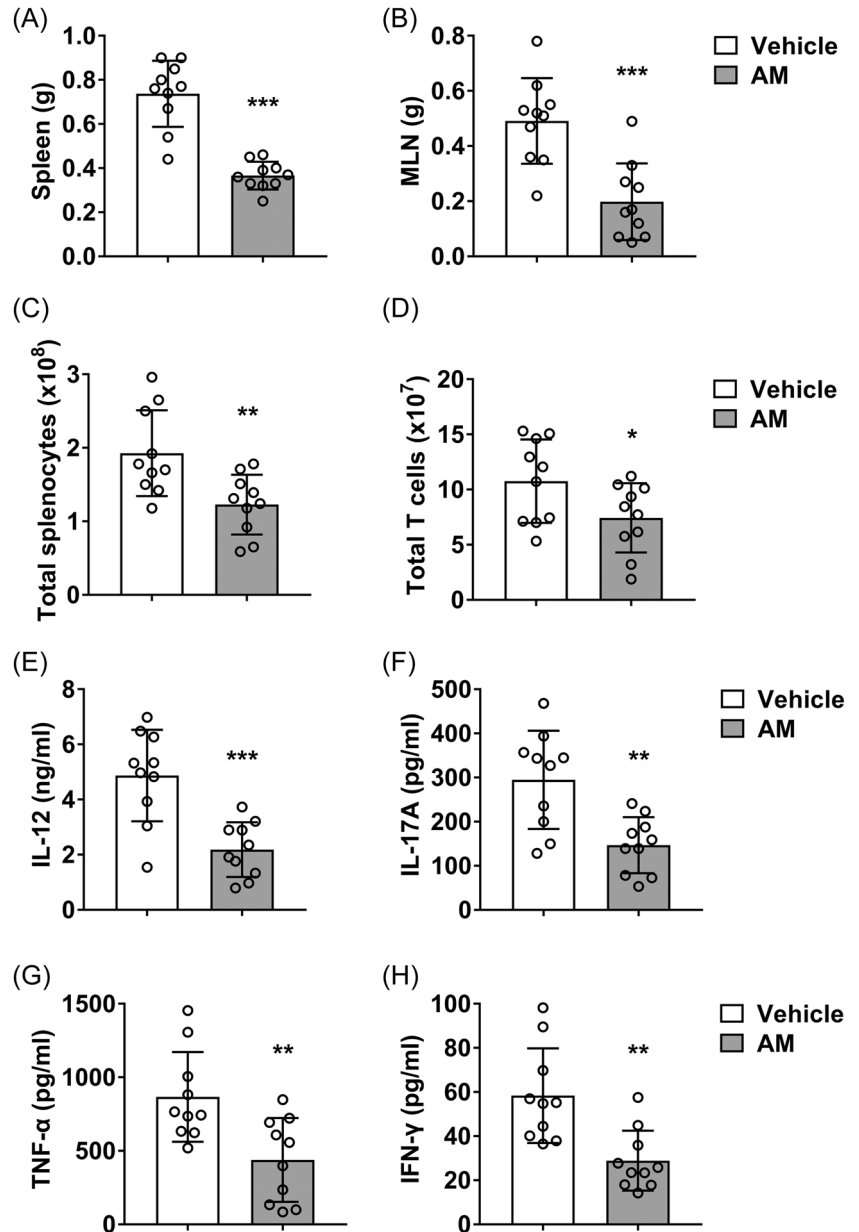 (A)
Spleen (g)
1.0
0.8
0.6
0.4
0.2
0.0
***
(B)
MLN (g)
0.8
0.6
0.4
0.2
0.0
***
Vehicle
AM
(C)
Total splenocytes (x10⁸)
3
2
1
0
**
(D)
Total T cells (x10⁷)
20
15
10
5
0
*
Vehicle
AM
(E)
IL-12 (ng/ml)
8
6
4
2
0
***
(F)
IL-17A (pg/ml)
500
400
300
200
100
0
**
Vehicle
AM
(G)
TNF-α (pg/ml)
1500
1000
500
0
**
(H)
IFN-γ (pg/ml)
100
80
60
40
20
0
**
Vehicle
AM